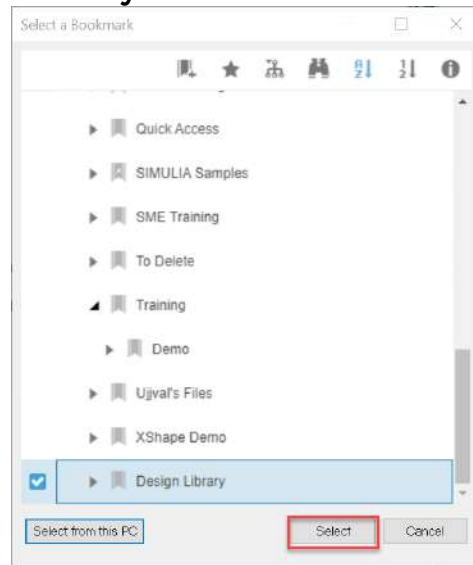 Select a Bookmark
Quick Access
SIMULIA Samples
SME Training
To Delete
Training
Demo
Ujjval's Files
XShape Demo
Design Library
Select from this PC
Select
Cancel